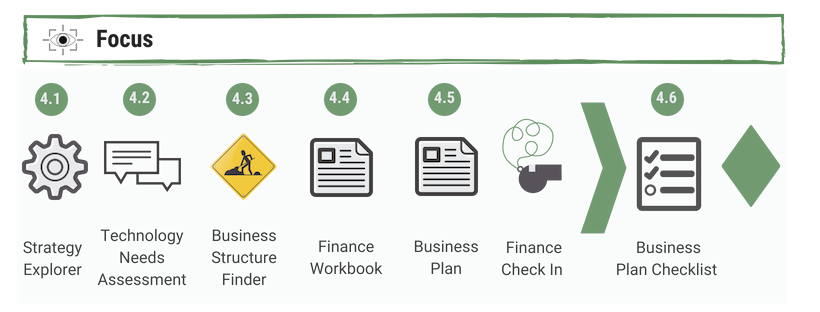 Focus
4.1
4.2
4.3
4.4
4.5
4.6
Strategy
Explorer
Technology
Needs
Assessment
Business
Structure
Finder
Finance
Workbook
Business
Plan
Finance
Check In
Business
Plan Checklist